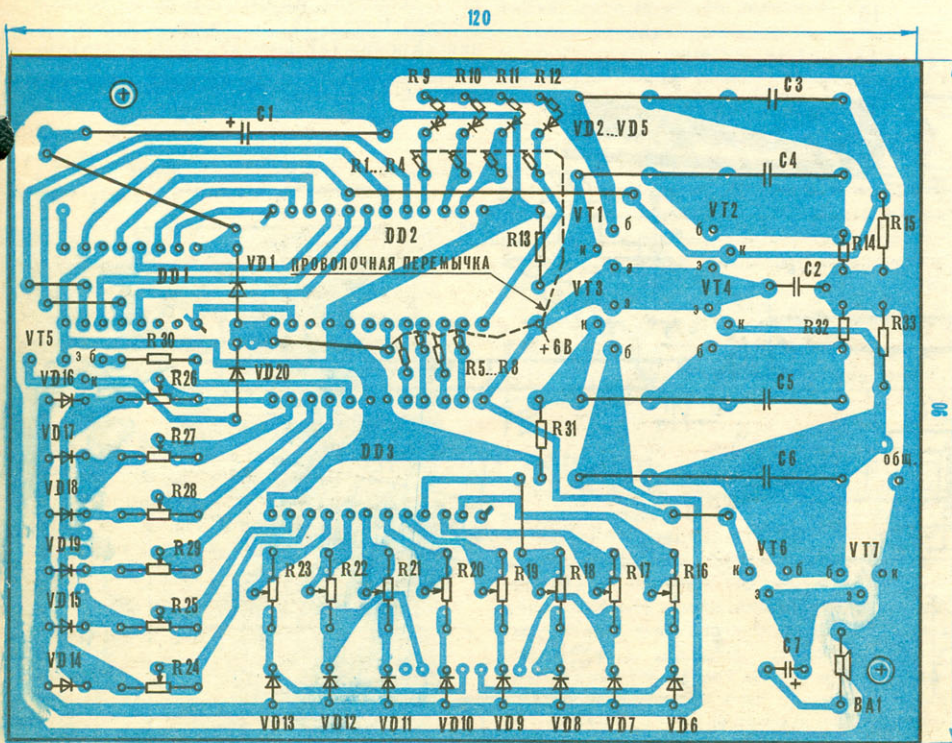 120
R9 R10 R11 R12
C3
C1
VD2...VD5
R1...R4
C4
VT1 б VT2 б R15
DD2 R13 R14
к к
DD1 VD1 ПРОВОЛОЧНАЯ ПЕРЕМЫЧКА
э э C2
VT3 VT4
э э
к к R32 R33
VT5 R30 +6В
э б б б
к
VD16 R26 VD20 R5...R8
C5
90
VD17 R27 R31
DD3 общ.
VD18 R28 C6
VD19 R29 R23 R22 R21 R20 R19 R18 R17 R16 VT6 VT7
к б б к
э э
VD15 R25
VD14 R24 C7
+
VD13 VD12 VD11 VD10 VD9 VD8 VD7 VD6 BA1